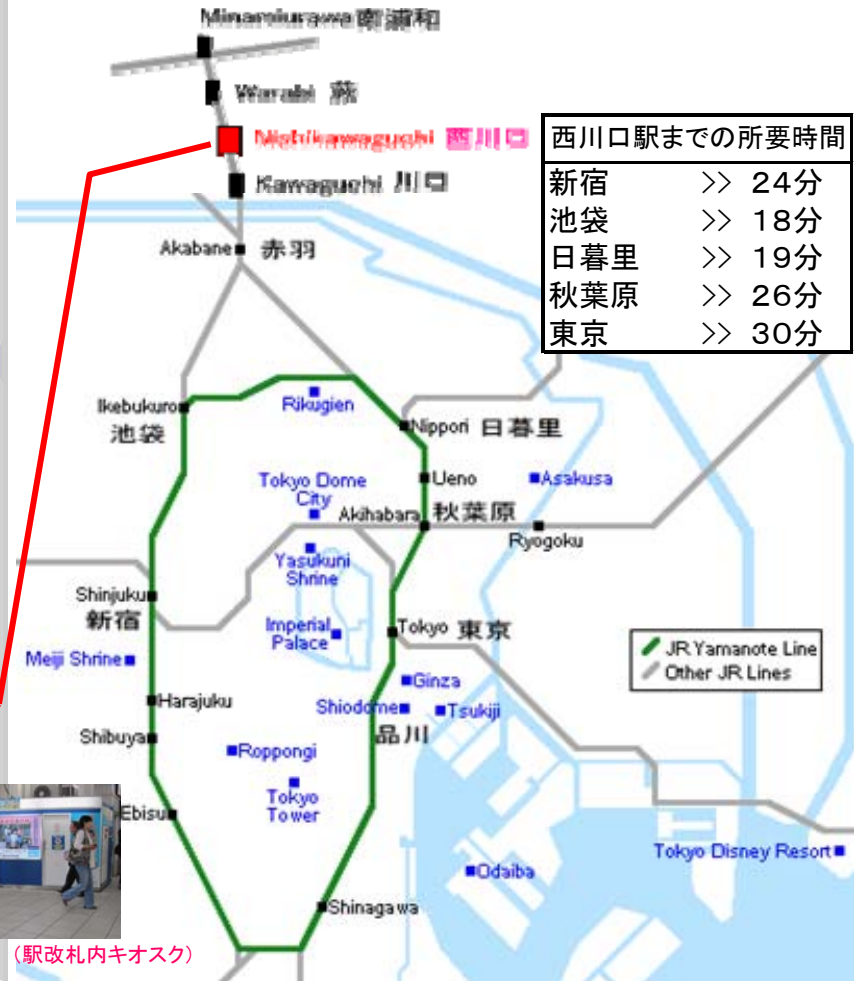 Minamiurawa 南浦和
Warabi 蕨
Nishikawaguchi 西川口
Kawaguchi 川口
西川口駅までの所要時間
新宿 >> 24分
池袋 >> 18分
日暮里 >> 19分
秋葉原 >> 26分
東京 >> 30分
Akabane 赤羽
Ikebukuro
池袋
Rikugien
Nippori 日暮里
Ueno
Asakusa
Tokyo Dome
City
Akihabara 秋葉原
Ryogoku
Yasukuni
Shrine
Shinjuku
新宿
Imperial
Palace
Tokyo 東京
JR Yamanote Line
Other JR Lines
Meiji Shrine
Harajuku
Ginza
Shiodome
Tsukiji
品川
Shibuya
Roppongi
Tokyo
Tower
Ebisu
Tokyo Disney Resort
Odaiba
Shinagawa
(駅改札内キオスク)